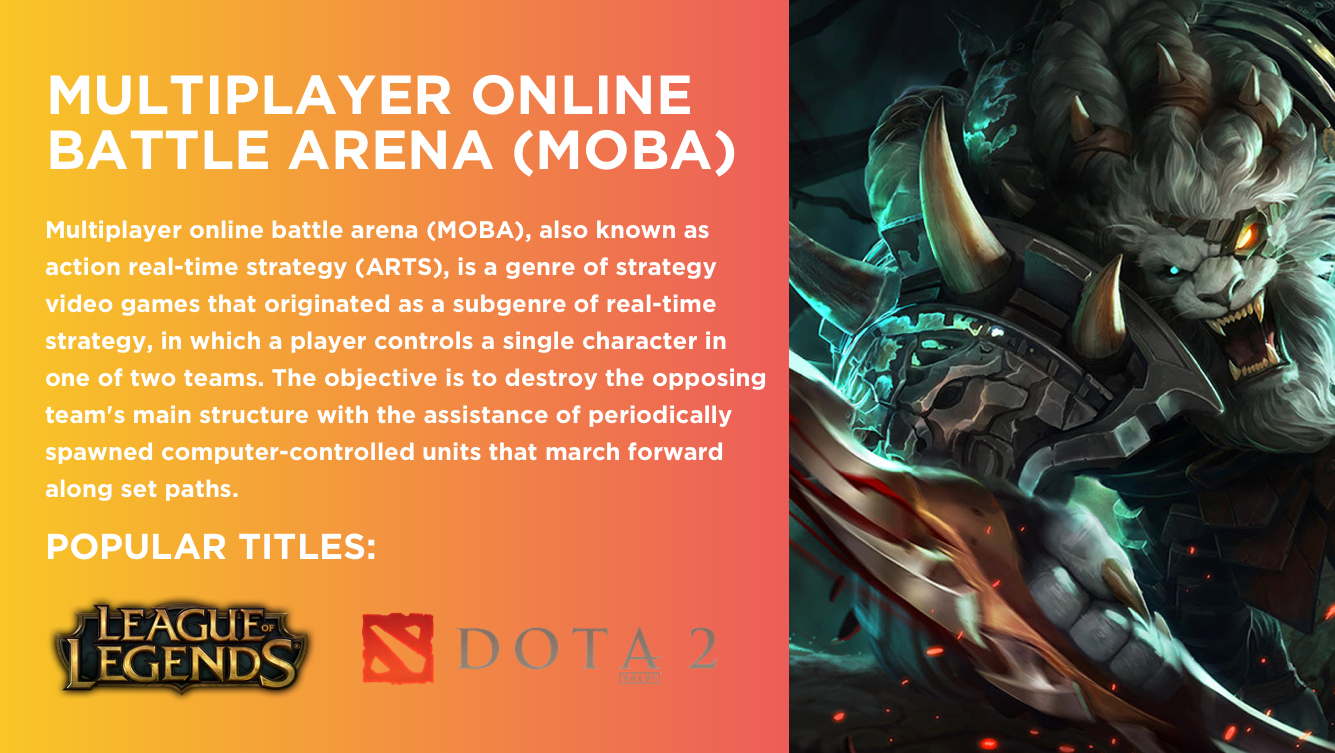 MULTIPLAYER ONLINE
BATTLE ARENA (MOBA)
Multiplayer online battle arena (MOBA), also known as
action real-time strategy (ARTS), is a genre of strategy
video games that originated as a subgenre of real-time
strategy, in which a player controls a single character in
one of two teams. The objective is to destroy the opposing
team's main structure with the assistance of periodically
spawned computer-controlled units that march forward
along set paths.
POPULAR TITLES:
LEAGUE OF
LEGENDS
DOTA 2